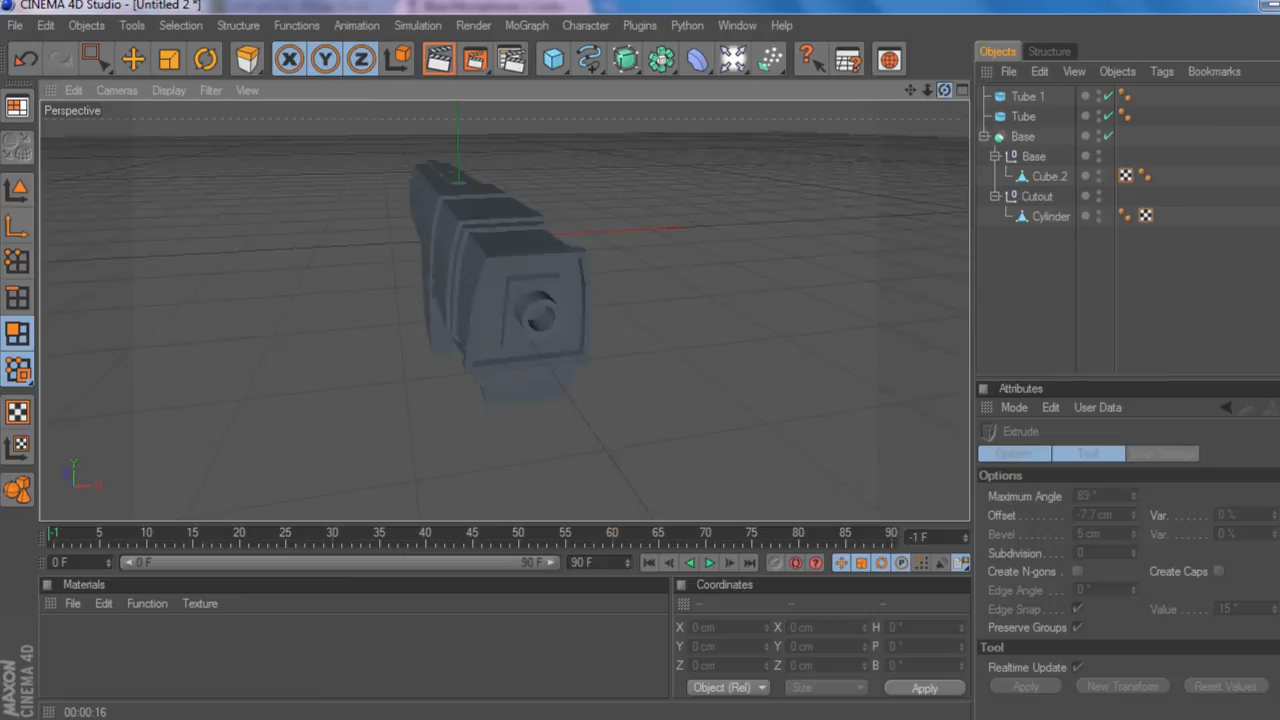 CINEMA 4D Studio - [Untitled 2 *]
File Edit Objects Tools Selection Structure Functions Animation Simulation Render MoGraph Character Plugins Python Window Help
Objects Structure
File Edit View Objects Tags Bookmarks
Edit Cameras Display Filter View
Perspective
Tube 1
Tube
Base
Base
Cube.2
Cutout
Cylinder
Attributes
Mode Edit User Data
Extrude
Options Tool
Options
Maximum Angle 89 °
Offset -7.7 cm Var. 0 %
Bevel 5 cm Var. 0 %
Subdivision 0
Create N-gons Create Caps
Edge Angle 0 °
Edge Snap Value 15 °
Preserve Groups
Tool
Realtime Update
Apply New Transform Reset Values
Y
X
-1 5 10 15 20 25 30 35 40 45 50 55 60 65 70 75 80 85 90 -1 F
0 F 0 F 90 F 90 F
Materials
File Edit Function Texture
Coordinates
X 0 cm X 0 cm H 0 °
Y 0 cm Y 0 cm P 0 °
Z 0 cm Z 0 cm B 0 °
Object (Rel) Size Apply
MAXON CINEMA 4D
00:00:16